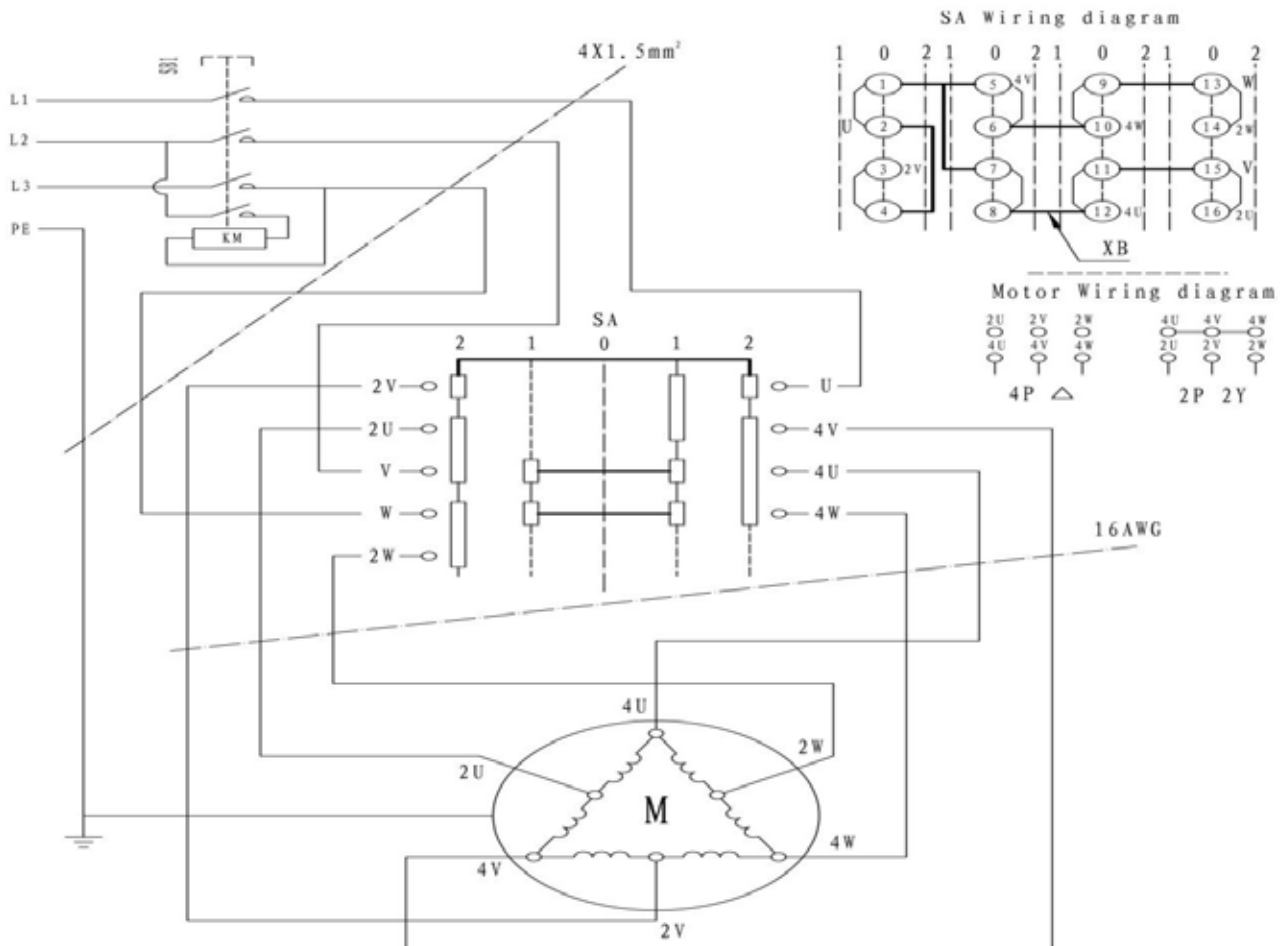 SA Wiring diagram
4X1.5mm²
SB1
1 0 2 1 0 2 1 0 2 1 0 2
L1
1 5 4V 9 13 W
L2
U 2 6 10 4W 14 2W
L3
3 2V 7 11 15 V
KM
4 8 12 4U 16 2U
PE
XB
Motor Wiring diagram
2U 2V 2W 4U 4V 4W
4U 4V 4W 2U 2V 2W
4P △ 2P 2Y
SA
2 1 0 1 2
2V U
2U 4V
V 4U
W 4W
2W
16AWG
4U
2W
2U
M
4V
4W
2V